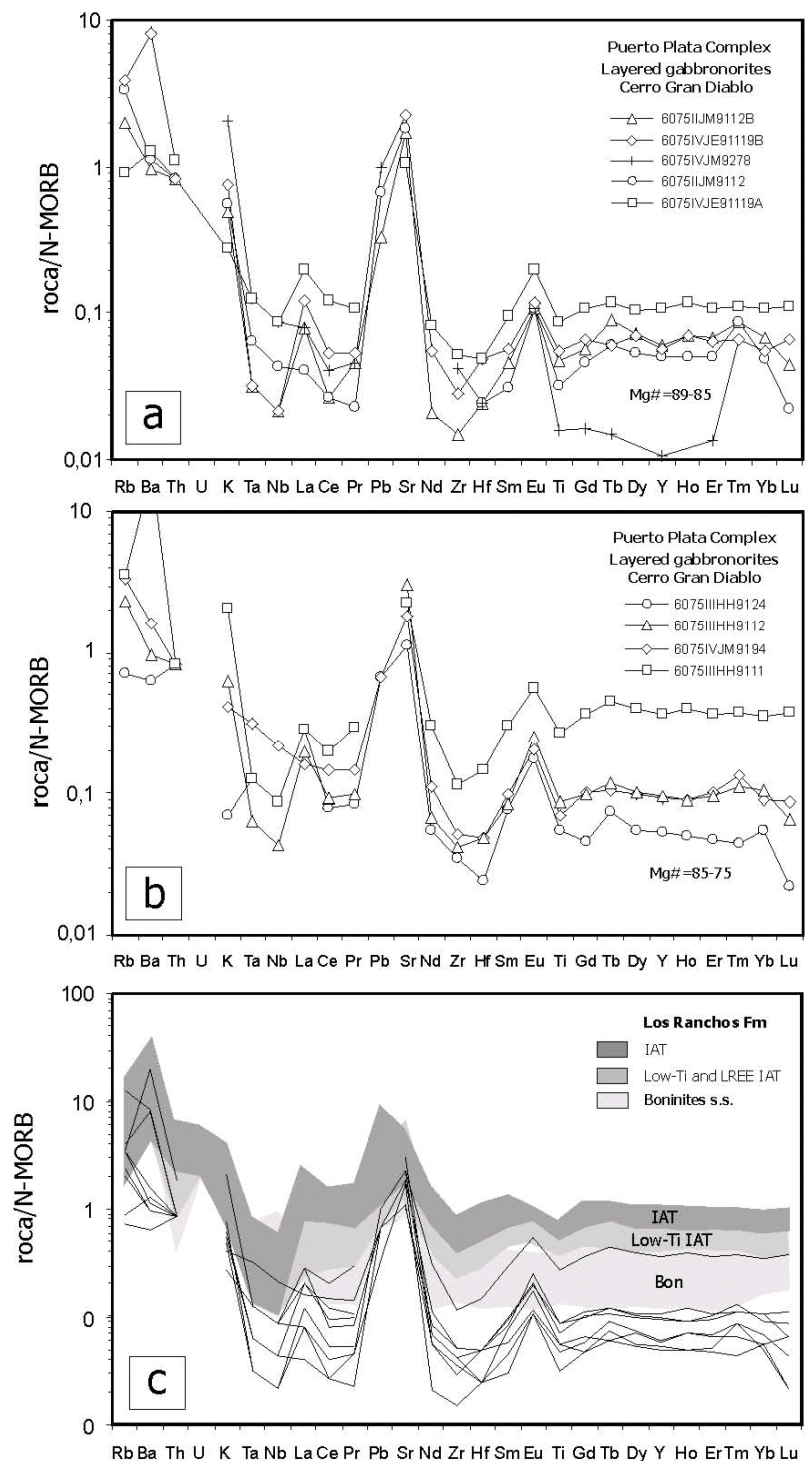 10
Puerto Plata Complex
Layered gabbronorites
Cerro Gran Diablo
6075IIJM9112B
6075IVJE91119B
6075IVJM9278
6075IIJM9112
6075IVJE91119A
1
roca/N-MORB
0,1
Mg#=89-85
a
0,01
Rb Ba Th U K Ta Nb La Ce Pr Pb Sr Nd Zr Hf Sm Eu Ti Gd Tb Dy Y Ho Er Tm Yb Lu
10
Puerto Plata Complex
Layered gabbronorites
Cerro Gran Diablo
6075IIIHH9124
6075IIIHH9112
6075IVJM9194
6075IIIHH9111
1
roca/N-MORB
0,1
Mg#=85-75
b
0,01
Rb Ba Th U K Ta Nb La Ce Pr Pb Sr Nd Zr Hf Sm Eu Ti Gd Tb Dy Y Ho Er Tm Yb Lu
100
Los Ranchos Fm
IAT
Low-Ti and LREE IAT
Boninites s.s.
10
roca/N-MORB
1
IAT
Low-Ti IAT
Bon
0
c
0
Rb Ba Th U K Ta Nb La Ce Pr Pb Sr Nd Zr Hf Sm Eu Ti Gd Tb Dy Y Ho Er Tm Yb Lu